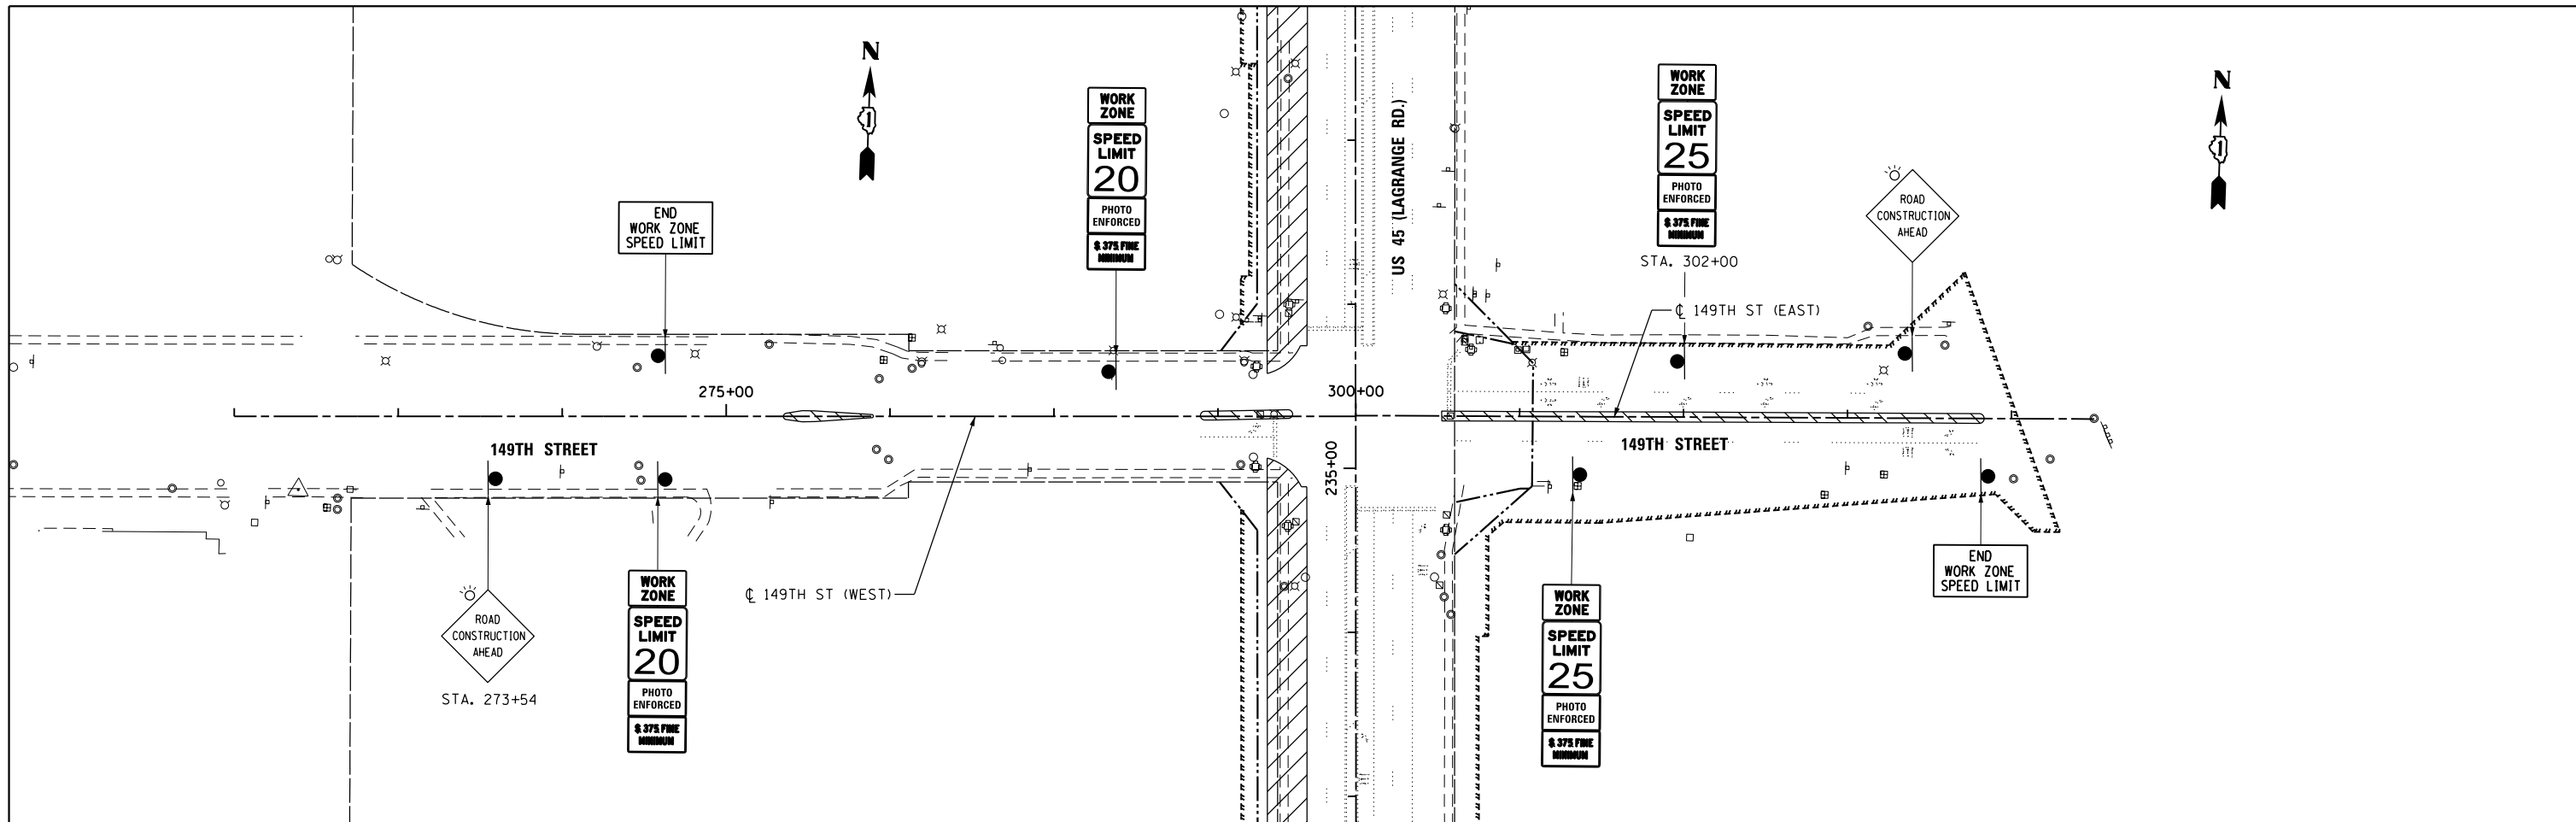 N
1
N
1
WORK
ZONE
SPEED
LIMIT
20
PHOTO
ENFORCED
$ 375 FINE
MINIMUM
US 45 (LAGRANGE RD.)
WORK
ZONE
SPEED
LIMIT
25
PHOTO
ENFORCED
$ 375 FINE
MINIMUM
STA. 302+00
ROAD
CONSTRUCTION
AHEAD
END
WORK ZONE
SPEED LIMIT
℄ 149TH ST (EAST)
275+00
300+00
149TH STREET
149TH STREET
235+00
ROAD
CONSTRUCTION
AHEAD
STA. 273+54
WORK
ZONE
SPEED
LIMIT
20
PHOTO
ENFORCED
$ 375 FINE
MINIMUM
℄ 149TH ST (WEST)
WORK
ZONE
SPEED
LIMIT
25
PHOTO
ENFORCED
$ 375 FINE
MINIMUM
END
WORK ZONE
SPEED LIMIT